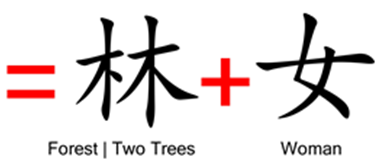 = 林 + 女
Forest | Two Trees Woman